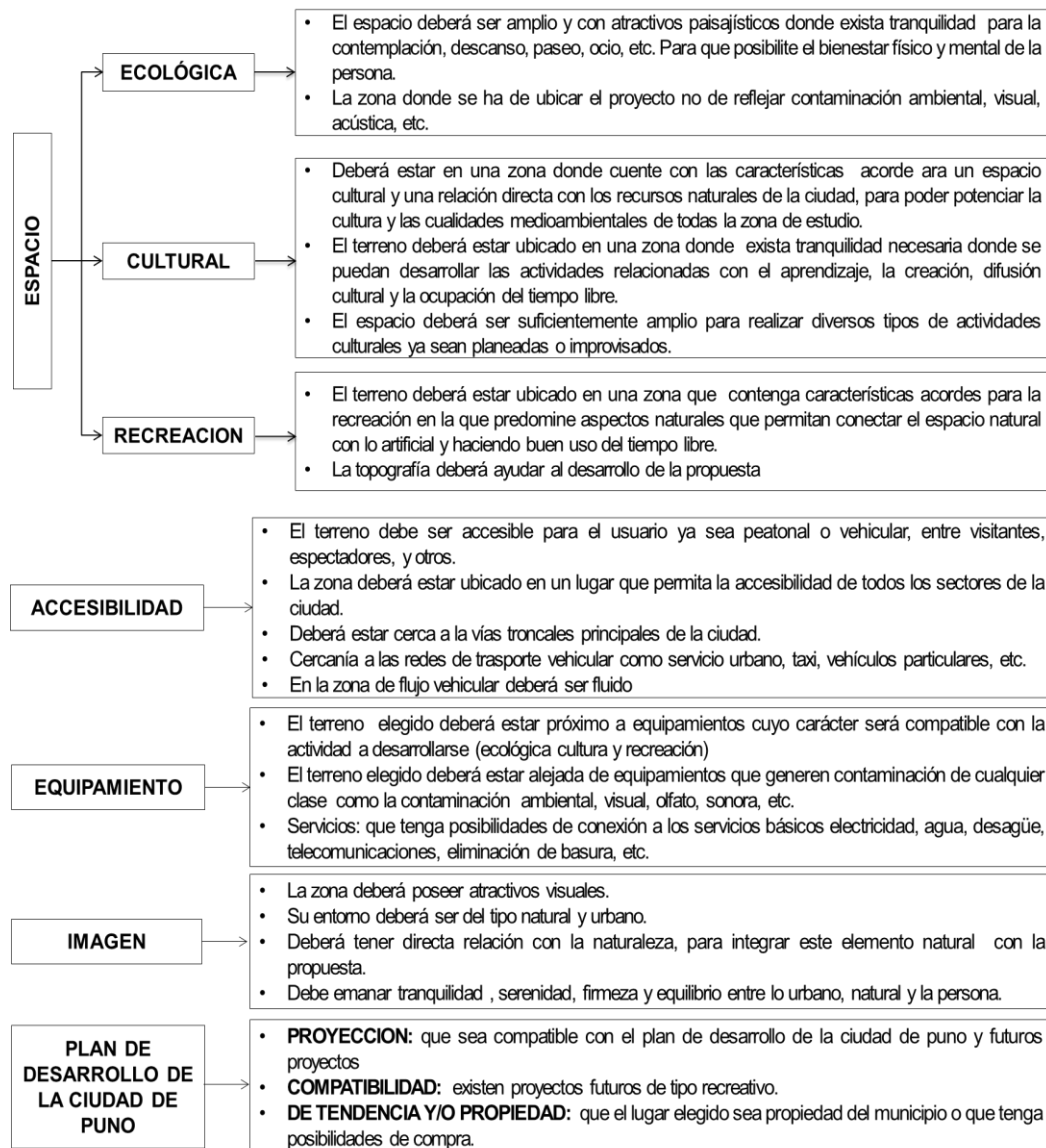 ESPACIO
ECOLÓGICA
• El espacio deberá ser amplio y con atractivos paisajísticos donde exista tranquilidad para la
contemplación, descanso, paseo, ocio, etc. Para que posibilite el bienestar físico y mental de la
persona.
• La zona donde se ha de ubicar el proyecto no de reflejar contaminación ambiental, visual,
acústica, etc.
CULTURAL
• Deberá estar en una zona donde cuente con las características acorde ara un espacio
cultural y una relación directa con los recursos naturales de la ciudad, para poder potenciar la
cultura y las cualidades medioambientales de todas la zona de estudio.
• El terreno deberá estar ubicado en una zona donde exista tranquilidad necesaria donde se
puedan desarrollar las actividades relacionadas con el aprendizaje, la creación, difusión
cultural y la ocupación del tiempo libre.
• El espacio deberá ser suficientemente amplio para realizar diversos tipos de actividades
culturales ya sean planeadas o improvisados.
RECREACION
• El terreno deberá estar ubicado en una zona que contenga características acordes para la
recreación en la que predomine aspectos naturales que permitan conectar el espacio natural
con lo artificial y haciendo buen uso del tiempo libre.
• La topografía deberá ayudar al desarrollo de la propuesta
ACCESIBILIDAD
• El terreno debe ser accesible para el usuario ya sea peatonal o vehicular, entre visitantes,
espectadores, y otros.
• La zona deberá estar ubicado en un lugar que permita la accesibilidad de todos los sectores de la
ciudad.
• Deberá estar cerca a la vías troncales principales de la ciudad.
• Cercanía a las redes de trasporte vehicular como servicio urbano, taxi, vehículos particulares, etc.
• En la zona de flujo vehicular deberá ser fluido
EQUIPAMIENTO
• El terreno elegido deberá estar próximo a equipamientos cuyo carácter será compatible con la
actividad a desarrollarse (ecológica cultura y recreación)
• El terreno elegido deberá estar alejada de equipamientos que generen contaminación de cualquier
clase como la contaminación ambiental, visual, olfato, sonora, etc.
• Servicios: que tenga posibilidades de conexión a los servicios básicos electricidad, agua, desagüe,
telecomunicaciones, eliminación de basura, etc.
IMAGEN
• La zona deberá poseer atractivos visuales.
• Su entorno deberá ser del tipo natural y urbano.
• Deberá tener directa relación con la naturaleza, para integrar este elemento natural con la
propuesta.
• Debe emanar tranquilidad , serenidad, firmeza y equilibrio entre lo urbano, natural y la persona.
PLAN DE
DESARROLLO DE
LA CIUDAD DE
PUNO
• PROYECCION: que sea compatible con el plan de desarrollo de la ciudad de puno y futuros
proyectos
• COMPATIBILIDAD: existen proyectos futuros de tipo recreativo.
• DE TENDENCIA Y/O PROPIEDAD: que el lugar elegido sea propiedad del municipio o que tenga
posibilidades de compra.